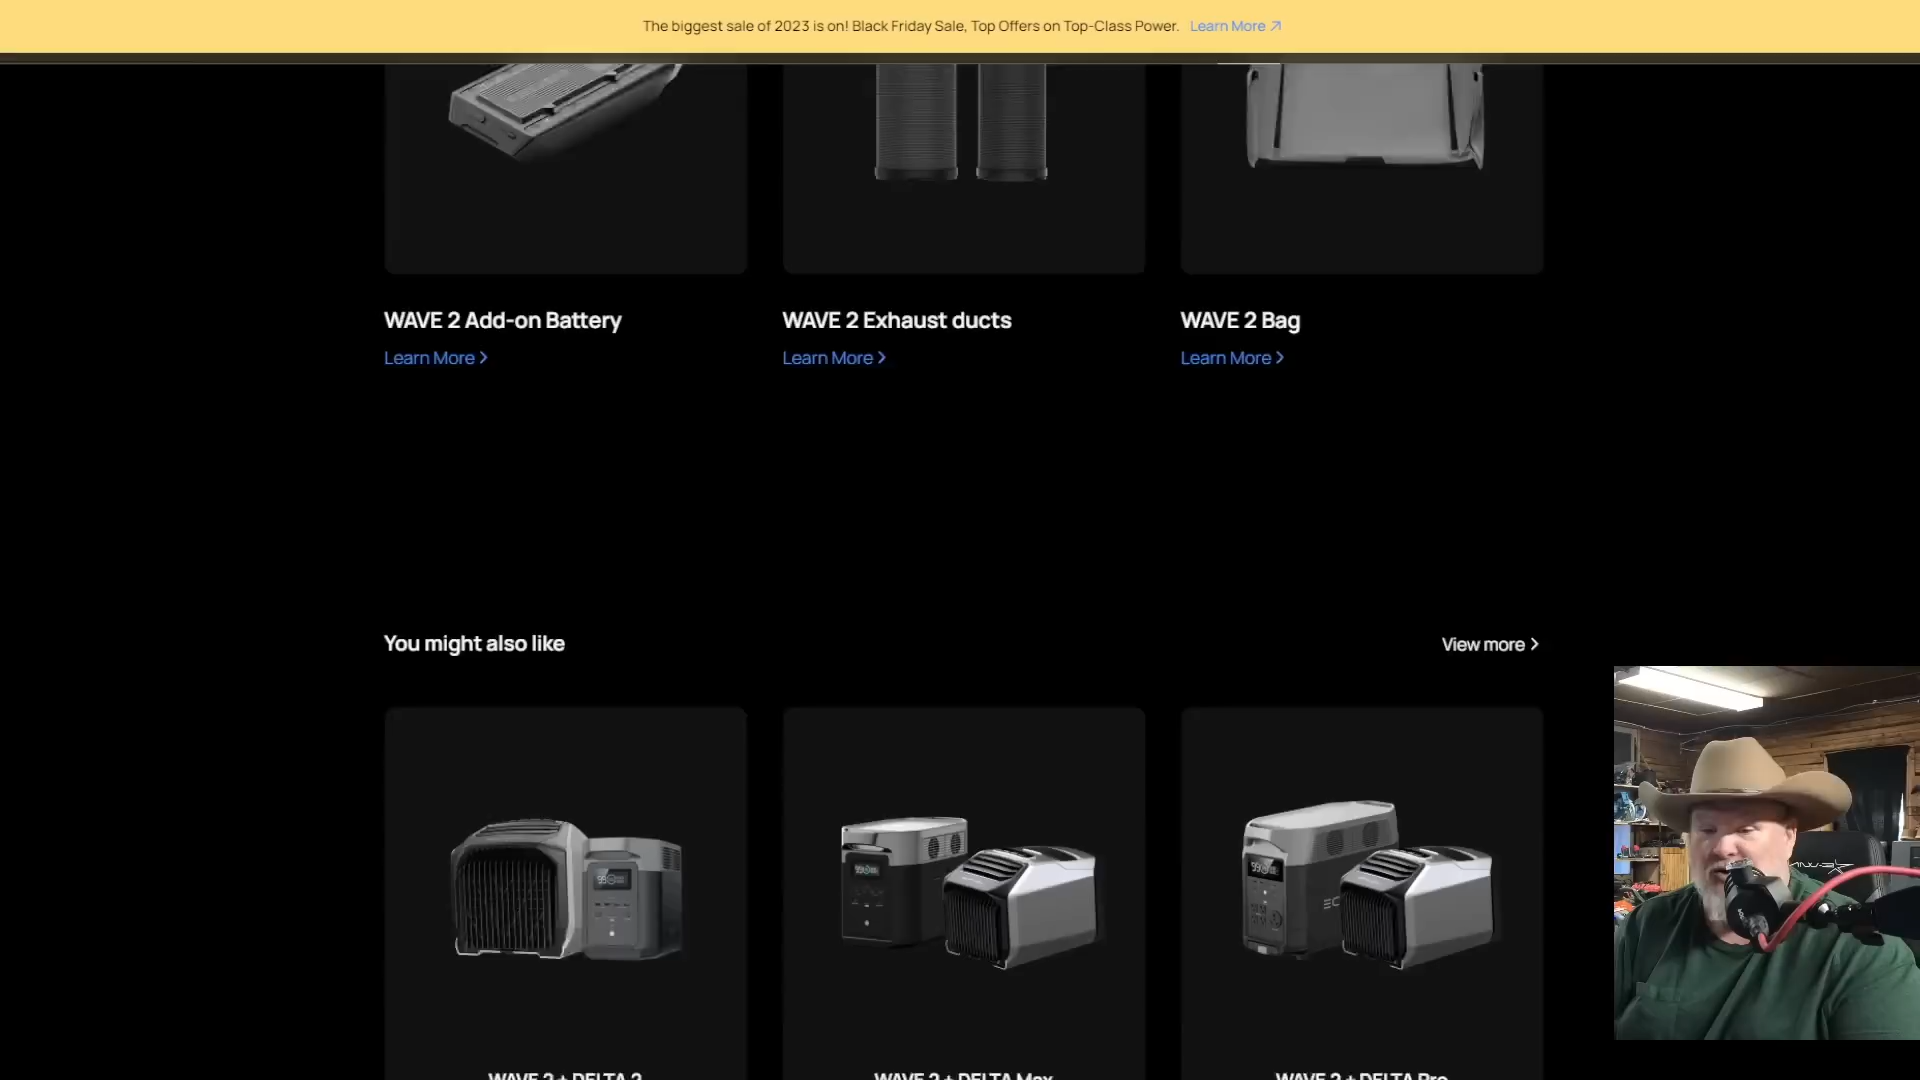 The biggest sale of 2023 is on! Black Friday Sale, Top Offers on Top-Class Power. Learn More
WAVE 2 Add-on Battery
WAVE 2 Exhaust ducts
WAVE 2 Bag
Learn More
Learn More
Learn More
You might also like
View more
WAVE 2 + DELTA 2
WAVE 2 + DELTA Max
WAVE 2 + DELTA Pro